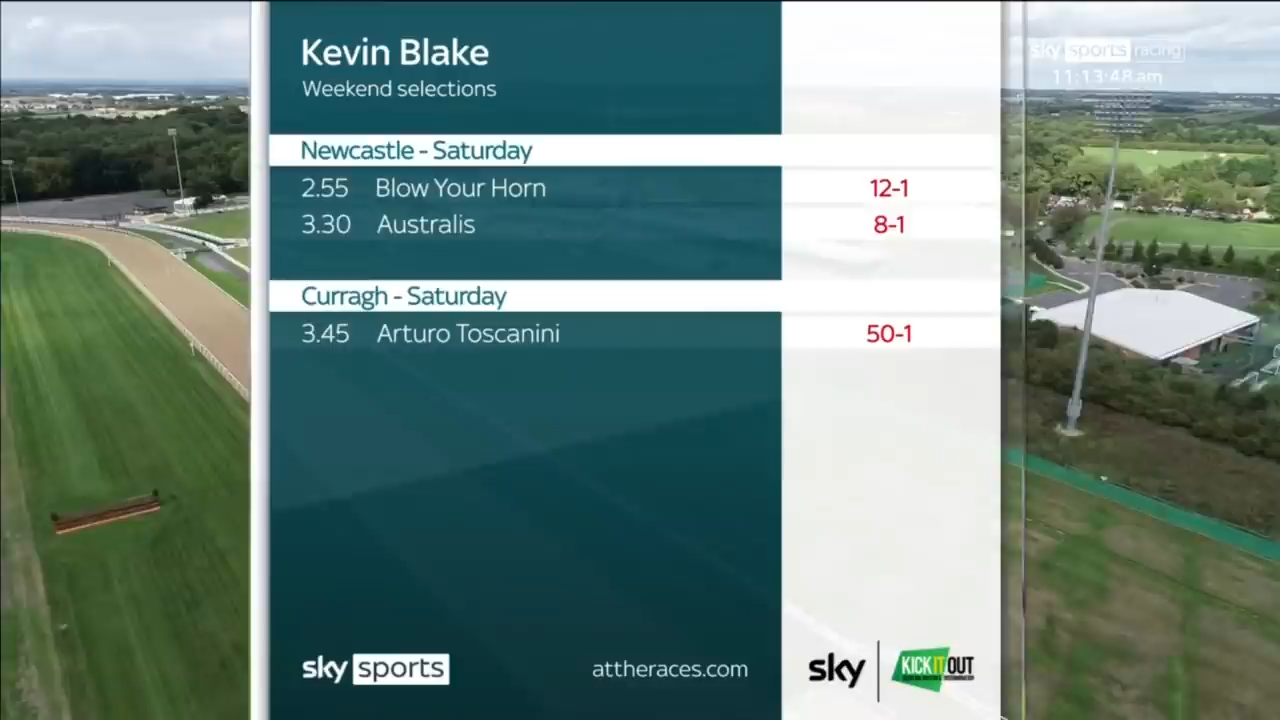 Kevin Blake
Weekend selections
sky sports racing
11:13:48 am
Newcastle - Saturday
2.55 Blow Your Horn 12-1
3.30 Australis 8-1
Curragh - Saturday
3.45 Arturo Toscanini 50-1
sky sports
attheraces.com
sky
KICK IT OUT